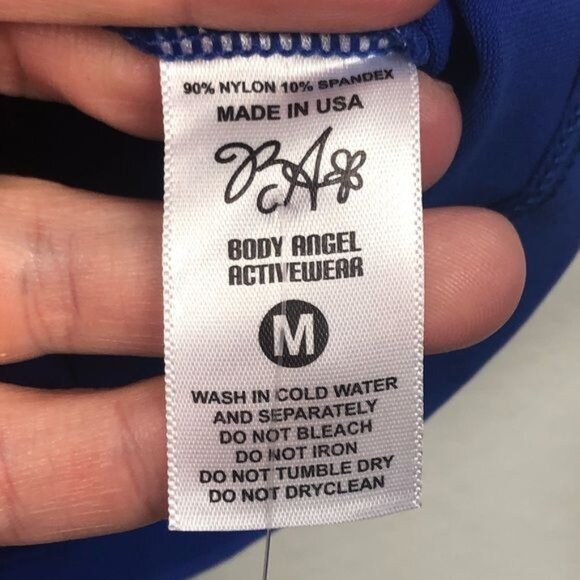 90% NYLON 10% SPANDEX
MADE IN USA
BODY ANGEL
ACTIVEWEAR
M
WASH IN COLD WATER
AND SEPARATELY
DO NOT BLEACH
DO NOT IRON
DO NOT TUMBLE DRY
DO NOT DRYCLEAN